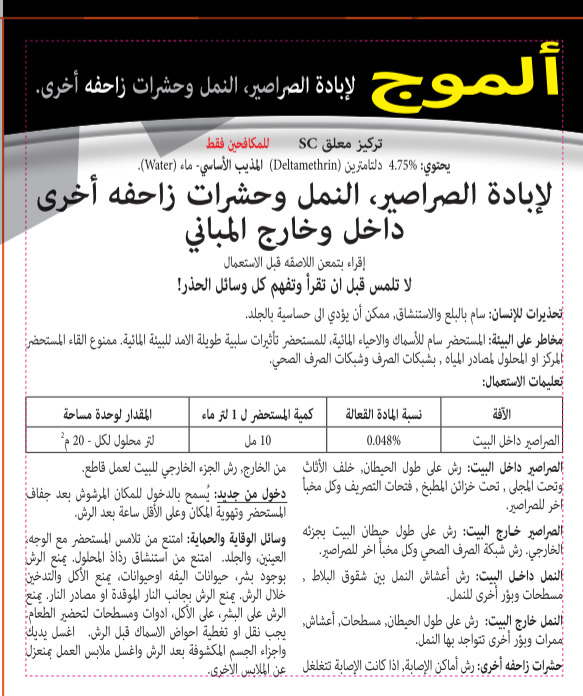 ألموج لإبادة الصراصير، النمل وحشرات زاحفه أخرى.
تركيز معلق SC للمكافحين فقط
يحتوي: 4.75% دلتامترين (Deltamethrin) المذيب الأساسي- ماء (Water).
لإبادة الصراصير، النمل وحشرات زاحفه أخرى
داخل وخارج المباني
إقراء بتمعن اللاصقه قبل الاستعمال
لا تلمس قبل ان تقرأ وتفهم كل وسائل الحذر!
تحذيرات للإنسان: سام بالبلع والاستنشاق, ممكن أن يؤدي الى حساسية بالجلد.
مخاطر على البيئة: المستحضر سام للأسماك والاحياء المائية، للمستحضر تأثيرات سلبية طويلة الامد للبيئة المائية. ممنوع القاء المستحضر
المركز او المحلول لمصادر المياه , بشبكات الصرف وشبكات الصرف الصحي.
تعليمات الاستعمال:
الآفة نسبة المادة الفعالة كمية المستحضر ل 1 لتر ماء المقدار لوحدة مساحة
الصراصير داخل البيت 0.048% 10 مل لتر محلول لكل - 20 م2
الصراصير داخل البيت: رش على طول الحيطان, خلف الأثاث
وتحت المجلى , تحت خزائن المطبخ , فتحات التصريف وكل مخبأ
اخر للصراصير.
الصراصير خارج البيت: رش على طول حيطان البيت بجزئه
الخارجي. رش شبكة الصرف الصحي وكل مخبأ اخر للصراصير.
النمل داخل البيت: رش أعشاش النمل بين شقوق البلاط ,
مسطحات وبؤر أخرى للنمل.
النمل خارج البيت: رش على طول الحيطان, مسطحات, أعشاش,
ممرات وبؤر أخرى تتواجد بها النمل.
حشرات زاحفه أخرى: رش أماكن الإصابة, اذا كانت الإصابة تتغلغل
من الخارج, رش الجزء الخارجي للبيت لعمل قاطع.
دخول من جديد: يُسمح بالدخول للمكان المرشوش بعد جفاف
المستحضر وتهوية المكان وعلى الأقل ساعة بعد الرش.
وسائل الوقاية والحماية: امتنع من تلامس المستحضر مع الوجه,
العينين, والجلد. امتنع من استنشاق رذاذ المحلول. يمنع الرش
بوجود بشر, حيوانات اليفه اوحيوانات, يمنع الأكل والتدخين
خلال الرش. يمنع الرش بجانب النار الموقدة او مصادر النار. يمنع
الرش على البشر, على الأكل, ادوات ومسطحات لتحضير الطعام.
يجب نقل او تغطية احواض الاسماك قبل الرش. اغسل يديك
واجزاء الجسم المكشوفة بعد الرش واغسل ملابس العمل بمنعزل
عن الملابس الاخرى.